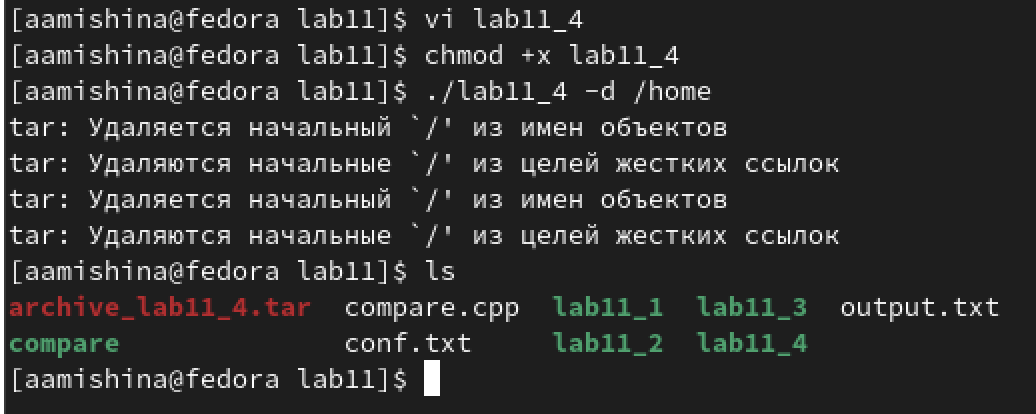 [aamishina@fedora lab11]$ vi lab11_4
[aamishina@fedora lab11]$ chmod +x lab11_4
[aamishina@fedora lab11]$ ./lab11_4 -d /home
tar: Удаляется начальный `/' из имен объектов
tar: Удаляются начальные `/' из целей жестких ссылок
tar: Удаляется начальный `/' из имен объектов
tar: Удаляются начальные `/' из целей жестких ссылок
[aamishina@fedora lab11]$ ls
archive_lab11_4.tar  compare.cpp  lab11_1  lab11_3  output.txt
compare              conf.txt     lab11_2  lab11_4
[aamishina@fedora lab11]$